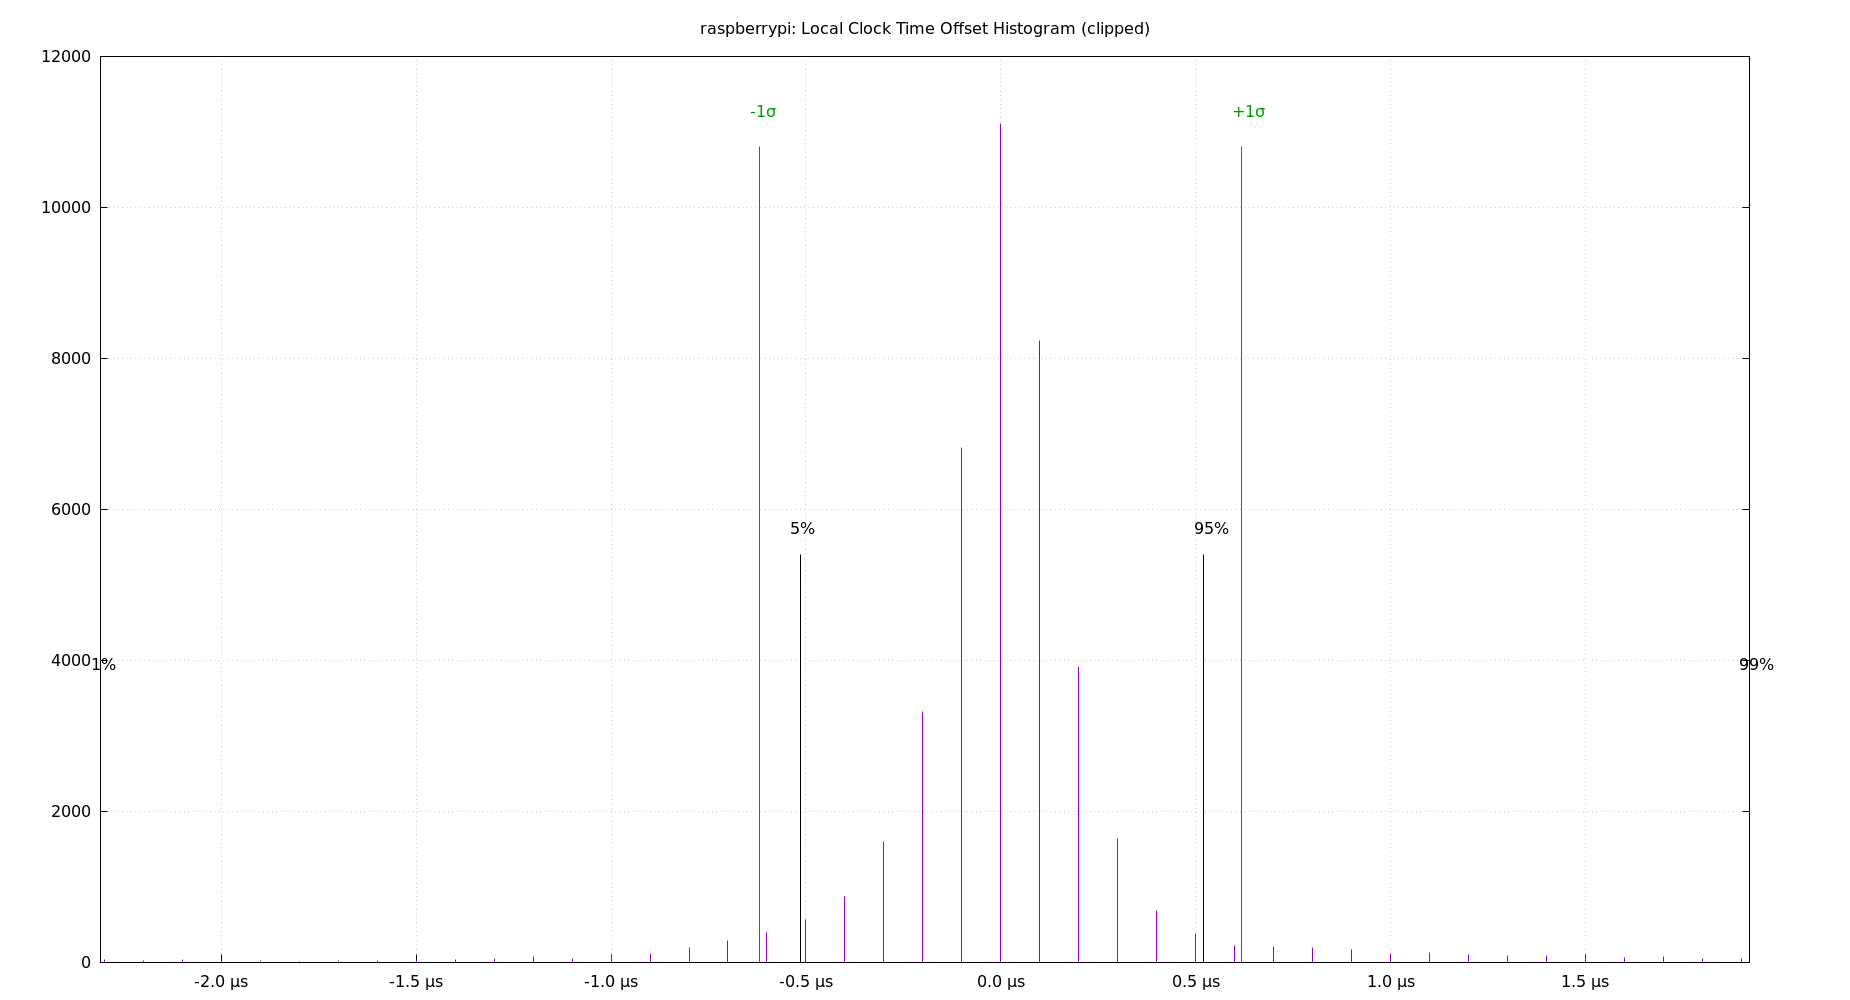 raspberrypi: Local Clock Time Offset Histogram (clipped)
12000
-1σ
+1σ
10000
8000
6000
5%
95%
4000
1%
99%
2000
0
-2.0 µs
-1.5 µs
-1.0 µs
-0.5 µs
0.0 µs
0.5 µs
1.0 µs
1.5 µs